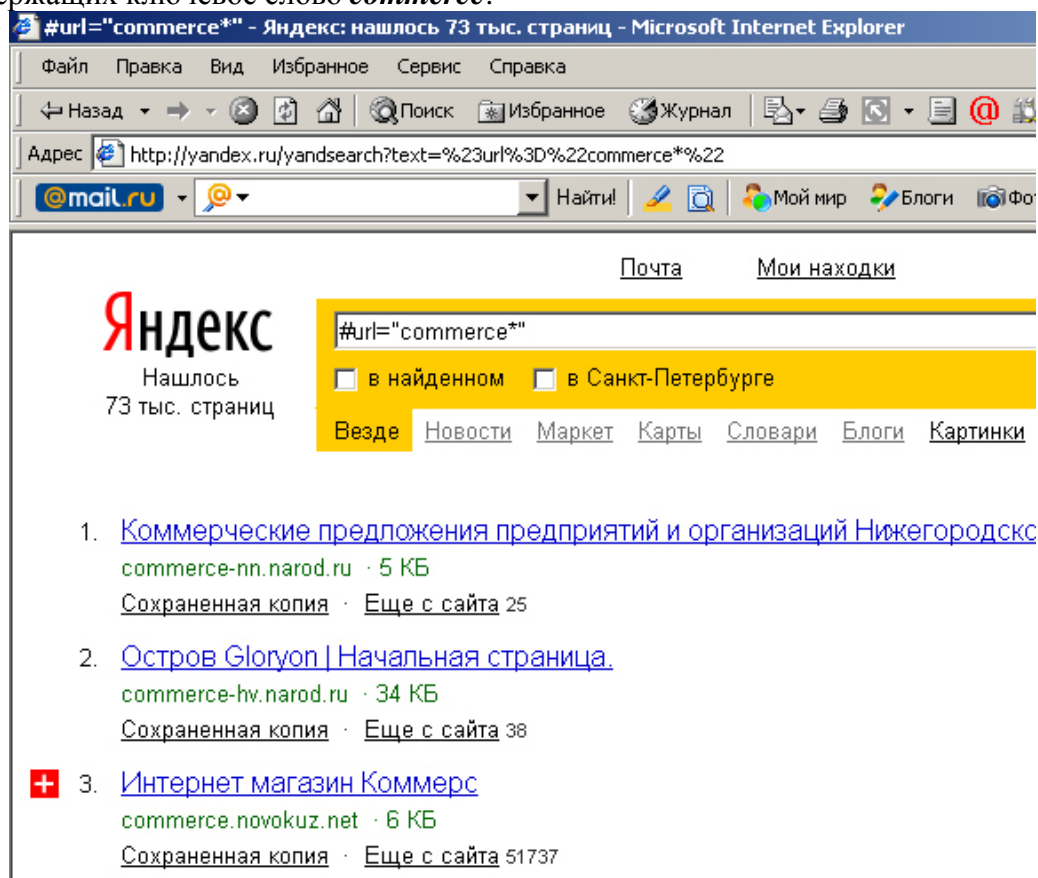 ержащих ключевое слово commerce.
#url="commerce*" - Яндекс: нашлось 73 тыс. страниц - Microsoft Internet Explorer
Файл Правка Вид Избранное Сервис Справка
Назад Поиск Избранное Журнал
Адрес http://yandex.ru/yandsearch?text=%23url%3D%22commerce*%22
@mail.ru Найти! Мой мир Блоги Фо
Почта Мои находки
Яндекс
#url="commerce*"
Нашлось
73 тыс. страниц
в найденном в Санкт-Петербурге
Везде Новости Маркет Карты Словари Блоги Картинки
1. Коммерческие предложения предприятий и организаций Нижегородско
commerce-nn.narod.ru · 5 КБ
Сохраненная копия · Еще с сайта 25
2. Остров Gloryon | Начальная страница.
commerce-hv.narod.ru · 34 КБ
Сохраненная копия · Еще с сайта 38
3. Интернет магазин Коммерс
commerce.novokuz.net · 6 КБ
Сохраненная копия · Еще с сайта 51737